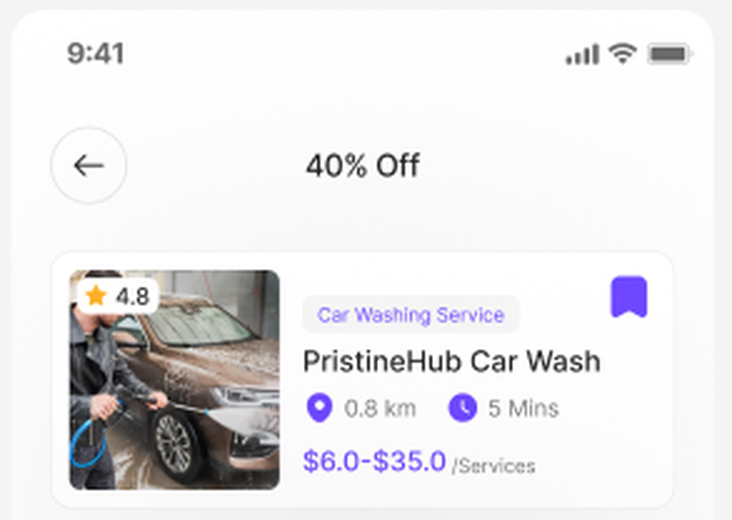 9:41
40% Off
4.8
Car Washing Service
PristineHub Car Wash
0.8 km 5 Mins
$6.0-$35.0 /Services